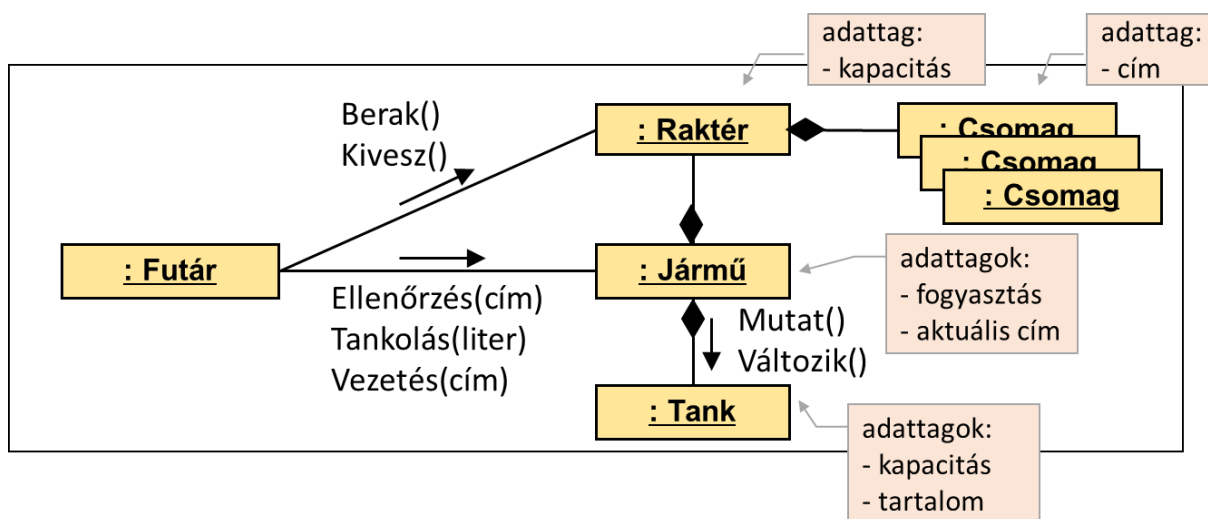 adattag:
- kapacitás
adattag:
- cím
Berak()
Kivesz()
: Raktér
: Csomag
: Csomag
: Csomag
: Futár
: Jármű
Ellenőrzés(cím)
Tankolás(liter)
Vezetés(cím)
adattagok:
- fogyasztás
- aktuális cím
Mutat()
Változik()
: Tank
adattagok:
- kapacitás
- tartalom